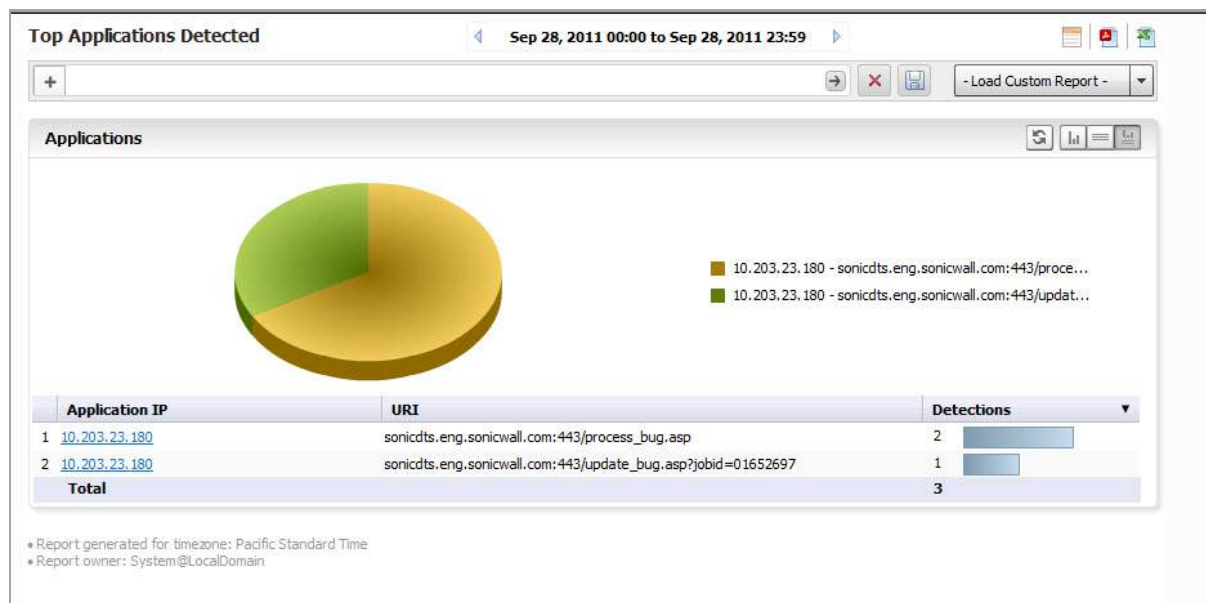 Top Applications Detected
Sep 28, 2011 00:00 to Sep 28, 2011 23:59
- Load Custom Report -
Applications
10.203.23.180 - sonicdts.eng.sonicwall.com:443/proce...
10.203.23.180 - sonicdts.eng.sonicwall.com:443/updat...
Application IP URI Detections
1 10.203.23.180 sonicdts.eng.sonicwall.com:443/process_bug.asp 2
2 10.203.23.180 sonicdts.eng.sonicwall.com:443/update_bug.asp?jobid=01652697 1
Total 3
• Report generated for timezone: Pacific Standard Time
• Report owner: System@LocalDomain